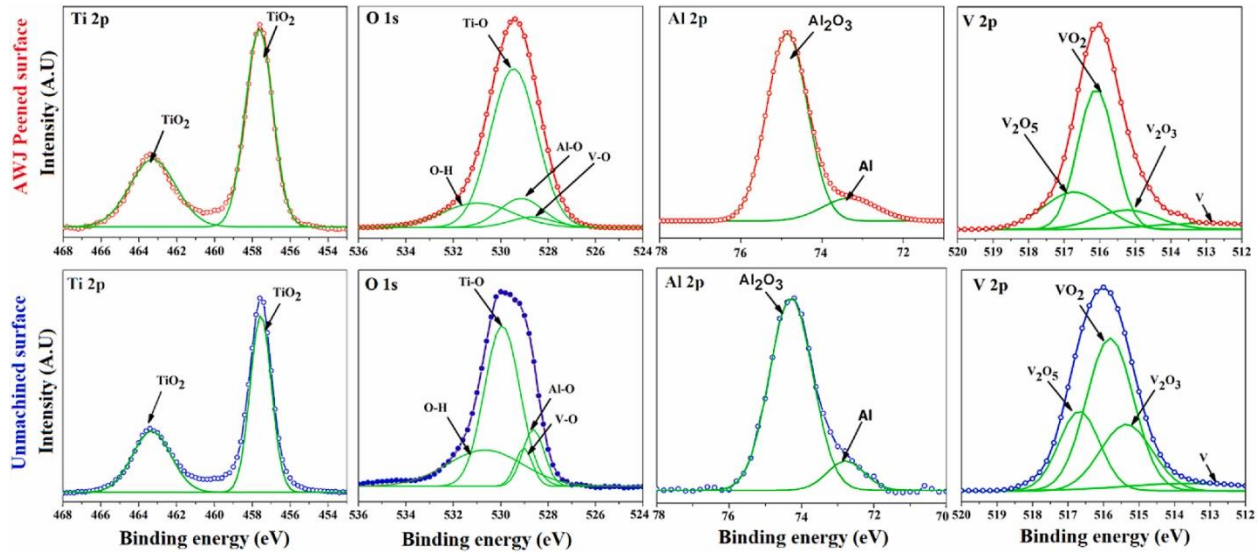 AWJ Peened surface
Intensity (A.U)
Ti 2p
TiO₂
TiO₂
468 466 464 462 460 458 456 454
O 1s
Ti-O
Al-O
O-H
V-O
536 534 532 530 528 526 524
Al 2p
Al₂O₃
Al
78 76 74 72
V 2p
VO₂
V₂O₅
V₂O₃
V
519 518 517 516 515 514 513 512
Unmachined surface
Intensity (A.U)
Ti 2p
TiO₂
TiO₂
468 466 464 462 460 458 456 454
Binding energy (eV)
O 1s
Ti-O
Al-O
O-H
V-O
536 534 532 530 528 526 524
Binding energy (eV)
Al 2p
Al₂O₃
Al
78 76 74 72 70
Binding energy (eV)
V 2p
VO₂
V₂O₅
V₂O₃
V
520 519 518 517 516 515 514 513 512
Binding energy (eV)